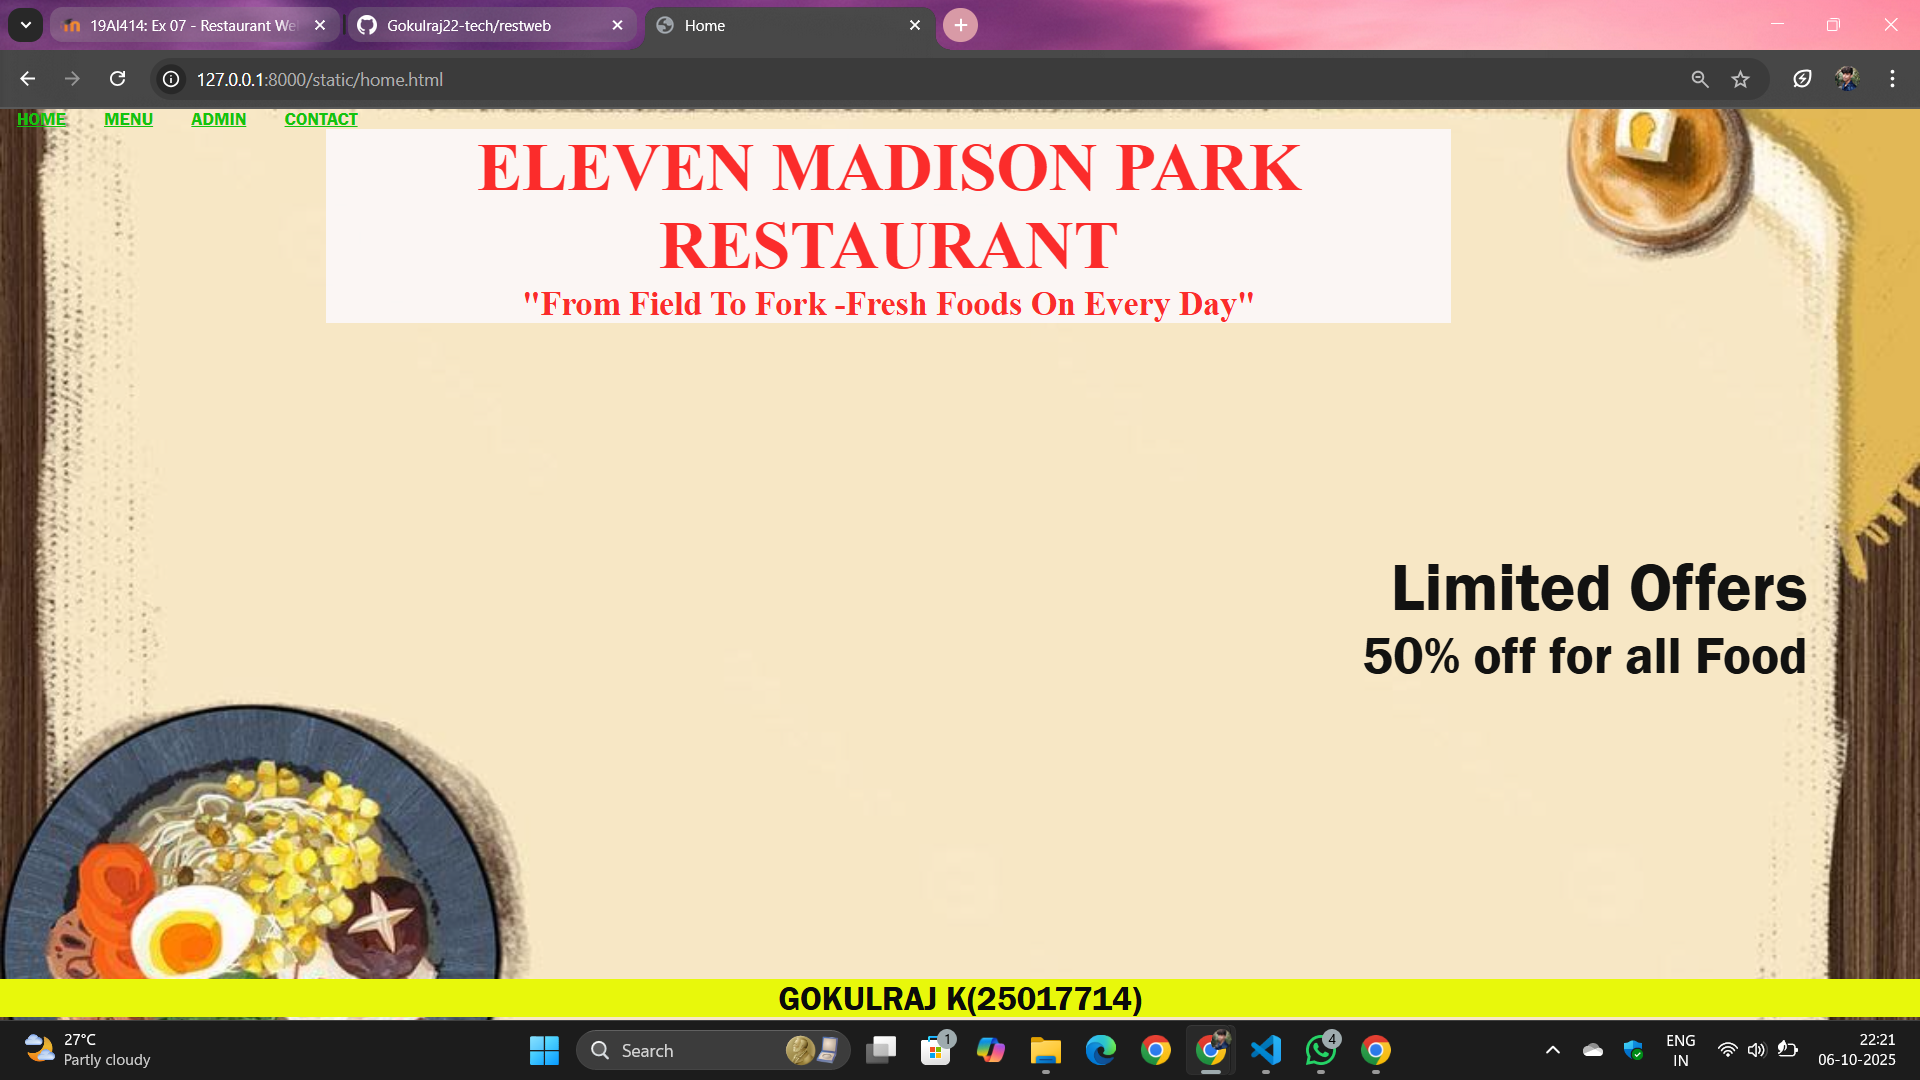 19AI414: Ex 07 - Restaurant We
Gokulraj22-tech/restweb
Home
127.0.0.1:8000/static/home.html
HOME MENU ADMIN CONTACT
ELEVEN MADISON PARK
RESTAURANT
"From Field To Fork -Fresh Foods On Every Day"
Limited Offers
50% off for all Food
GOKULRAJ K(25017714)
27°C
Partly cloudy
Search
1
4
ENG
IN
22:21
06-10-2025